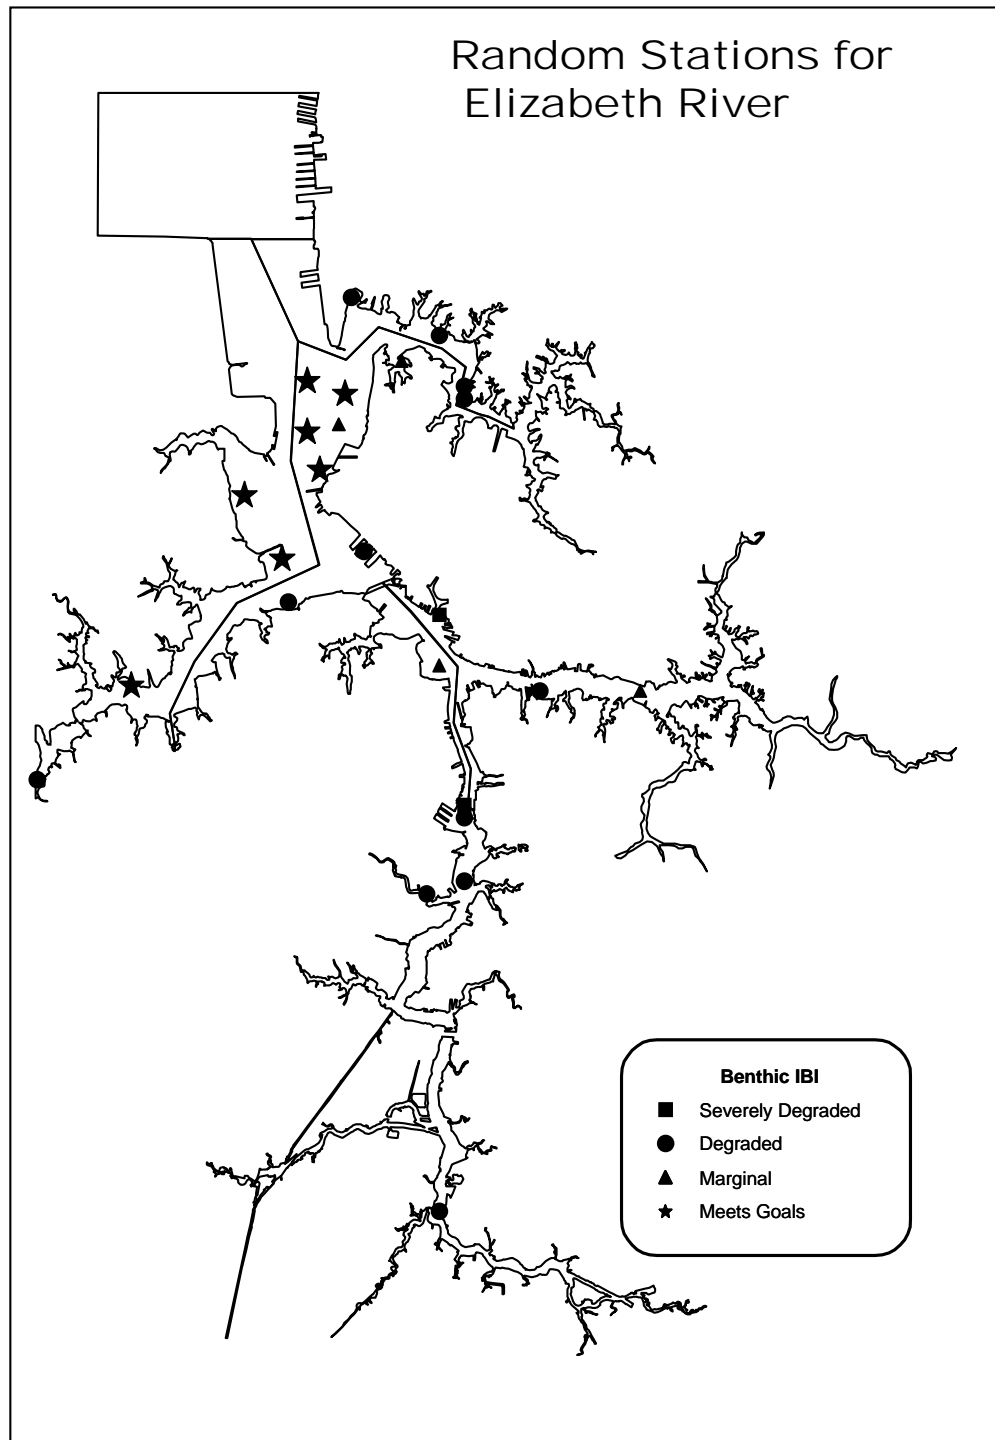 Random Stations for
Elizabeth River
Benthic IBI
Severely Degraded
Degraded
Marginal
Meets Goals